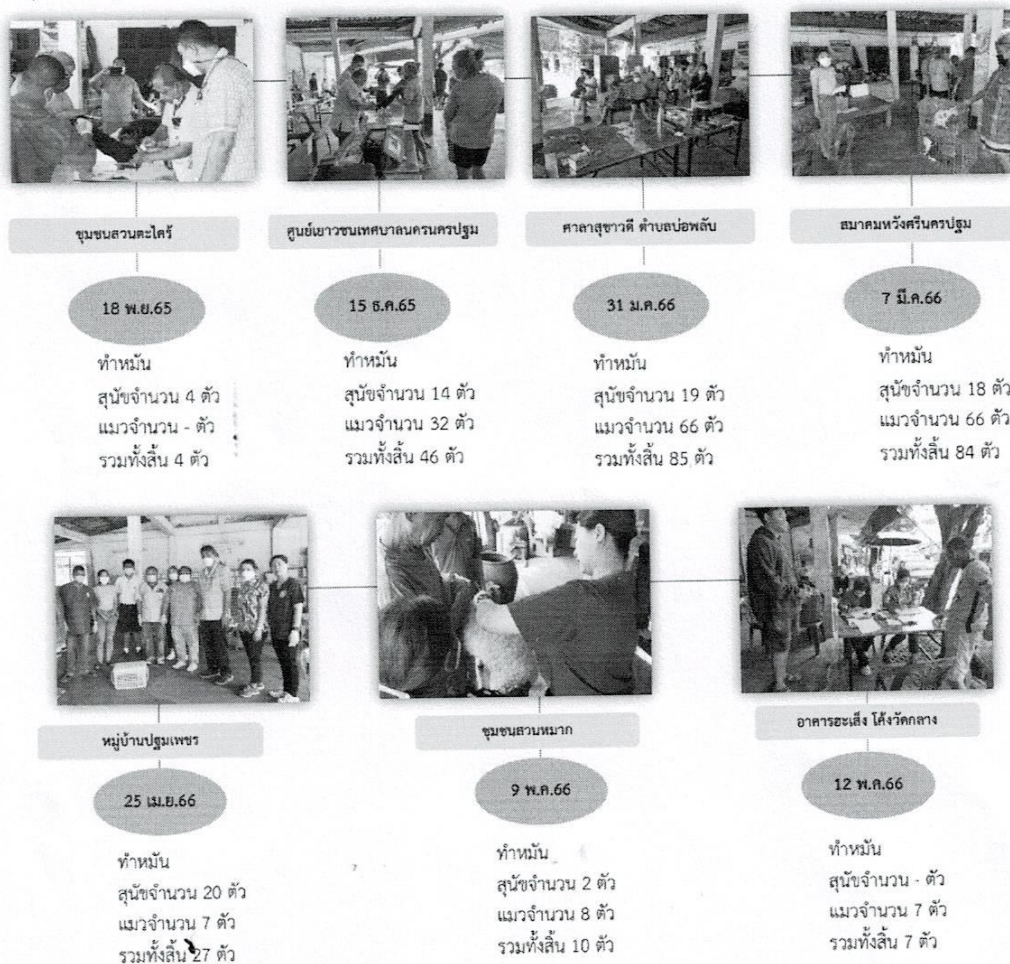 ชุมชนสวนตะไคร้
ศูนย์เยาวชนเทศบาลนครนครปฐม
ศาลาสุขาวดี ตำบลบ่อพลับ
สมาคมหวังศรีนครปฐม
18 พ.ย.65
15 ธ.ค.65
31 ม.ค.66
7 มี.ค.66
ทำหมัน
สุนัขจำนวน 4 ตัว
แมวจำนวน - ตัว
รวมทั้งสิ้น 4 ตัว
ทำหมัน
สุนัขจำนวน 14 ตัว
แมวจำนวน 32 ตัว
รวมทั้งสิ้น 46 ตัว
ทำหมัน
สุนัขจำนวน 19 ตัว
แมวจำนวน 66 ตัว
รวมทั้งสิ้น 85 ตัว
ทำหมัน
สุนัขจำนวน 18 ตัว
แมวจำนวน 66 ตัว
รวมทั้งสิ้น 84 ตัว
หมู่บ้านปฐมเพชร
ชุมชนสวนหมาก
อาคารฮะเส็ง โค้งวัดกลาง
25 เม.ย.66
9 พ.ค.66
12 พ.ค.66
ทำหมัน
สุนัขจำนวน 20 ตัว
แมวจำนวน 7 ตัว
รวมทั้งสิ้น 27 ตัว
ทำหมัน
สุนัขจำนวน 2 ตัว
แมวจำนวน 8 ตัว
รวมทั้งสิ้น 10 ตัว
ทำหมัน
สุนัขจำนวน - ตัว
แมวจำนวน 7 ตัว
รวมทั้งสิ้น 7 ตัว